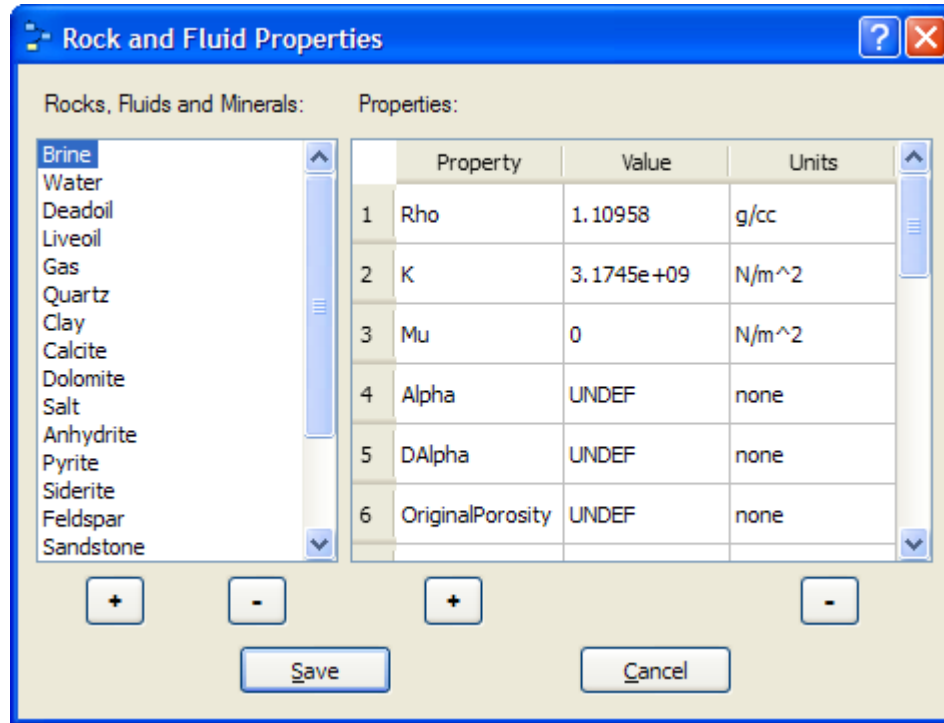 Rock and Fluid Properties
?
X
Rocks, Fluids and Minerals:
Properties:
Brine
Water
Deadoil
Liveoil
Gas
Quartz
Clay
Calcite
Dolomite
Salt
Anhydrite
Pyrite
Siderite
Feldspar
Sandstone
Property Value Units
1 Rho 1.10958 g/cc
2 K 3.1745e+09 N/m^2
3 Mu 0 N/m^2
4 Alpha UNDEF none
5 DAlpha UNDEF none
6 OriginalPorosity UNDEF none
+ - + -
Save Cancel